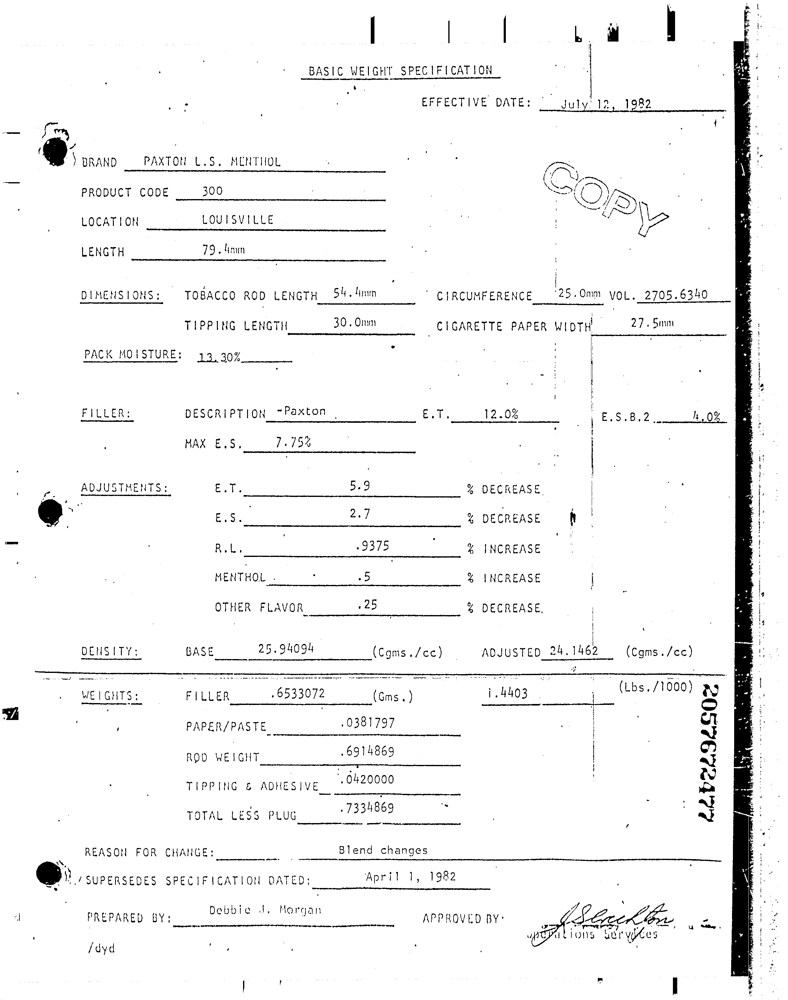 BASIC WEIGHT SPECIFICATION
EFFECTIVE DATE: July 12, 1982
BRAND PAXTON L.S. MENTHOL
COPY
PRODUCT CODE 300
LOCATION LOUISVILLE
LENGTH 79.4mm
DIMENSIONS: TOBACCO ROD LENGTH 54.4mm CIRCUMFERENCE 25.0mm VOL. 2705.6340
TIPPING LENGTH 30.0mm CIGARETTE PAPER WIDTH 27.5mm
PACK MOISTURE: 13.30%
FILLER: DESCRIPTION -Paxton E.T. 12.0% E.S.B.2 4.0%
MAX E.S. 7.75%
ADJUSTMENTS: E.T. 5.9 % DECREASE
E.S. 2.7 % DECREASE
R.L. .9375 % INCREASE
MENTHOL .5 % INCREASE
OTHER FLAVOR .25 % DECREASE
DENSITY: BASE 25.94094 (Cgms./cc) ADJUSTED 24.1462 (Cgms./cc)
WEIGHTS: FILLER .6533072 (Gms.) 1.4403 (Lbs./1000)
PAPER/PASTE .0381797
ROD WEIGHT .6914869
TIPPING & ADHESIVE .0420000
TOTAL LESS PLUG .7334869
2057672477
REASON FOR CHANGE: Blend changes
SUPERSEDES SPECIFICATION DATED: April 1, 1982
PREPARED BY: Debbie J. Morgan APPROVED BY:
Operations Services
/dyd